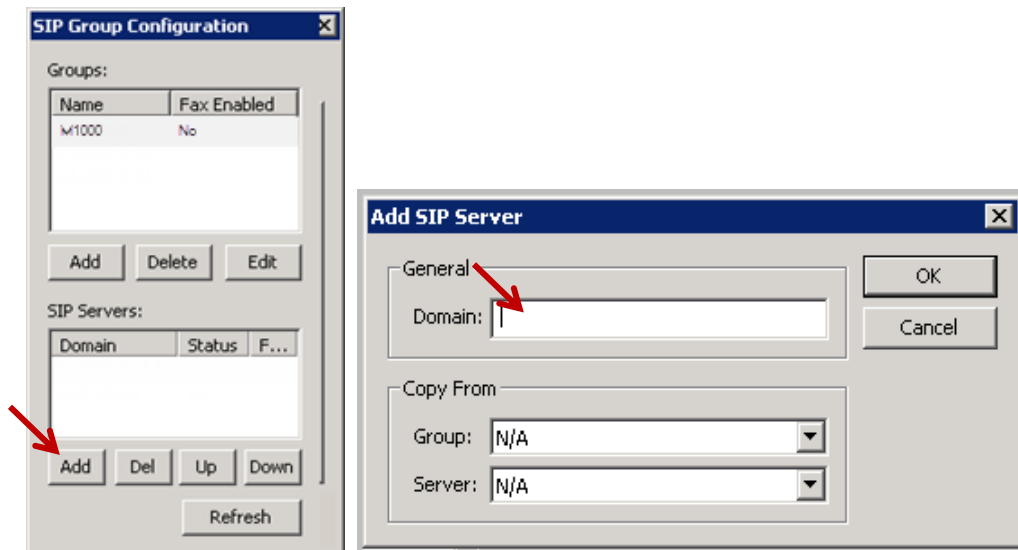 SIP Group Configuration
Groups:
Name Fax Enabled
M1000 No
Add Delete Edit
SIP Servers:
Domain Status F...
Add Del Up Down
Refresh
Add SIP Server
General
Domain:
OK
Cancel
Copy From
Group: N/A
Server: N/A